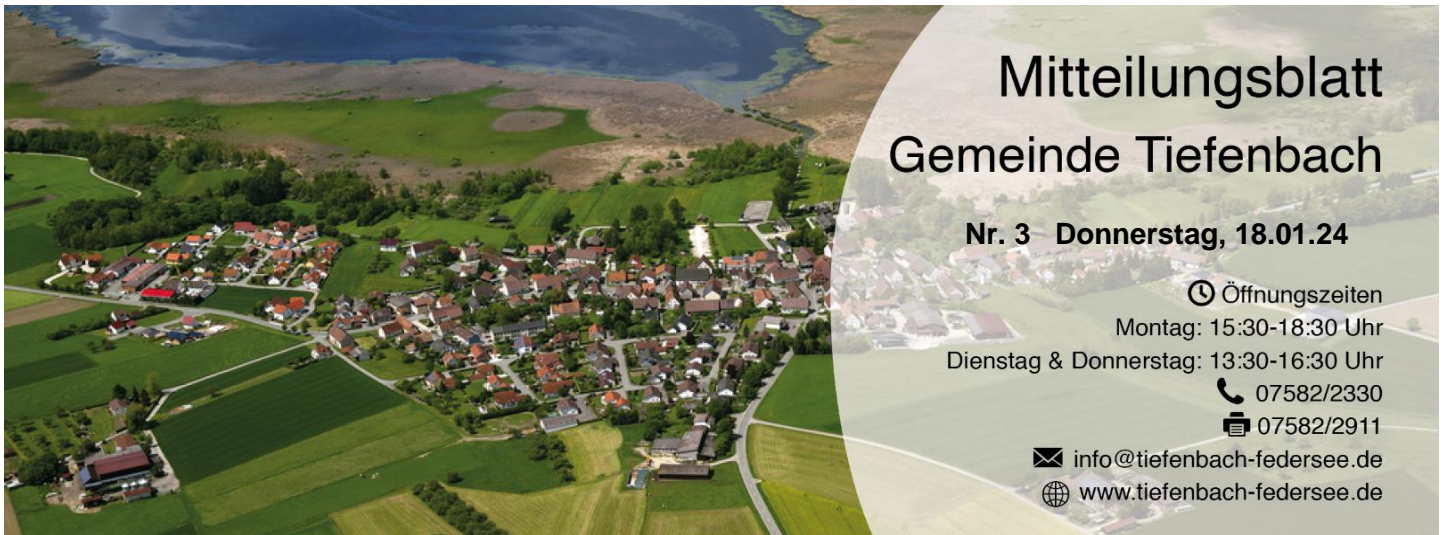 Mitteilungsblatt
Gemeinde Tiefenbach
Nr. 3 Donnerstag, 18.01.24
Öffnungszeiten
Montag: 15:30-18:30 Uhr
Dienstag & Donnerstag: 13:30-16:30 Uhr
07582/2330
07582/2911
info@tiefenbach-federsee.de
www.tiefenbach-federsee.de